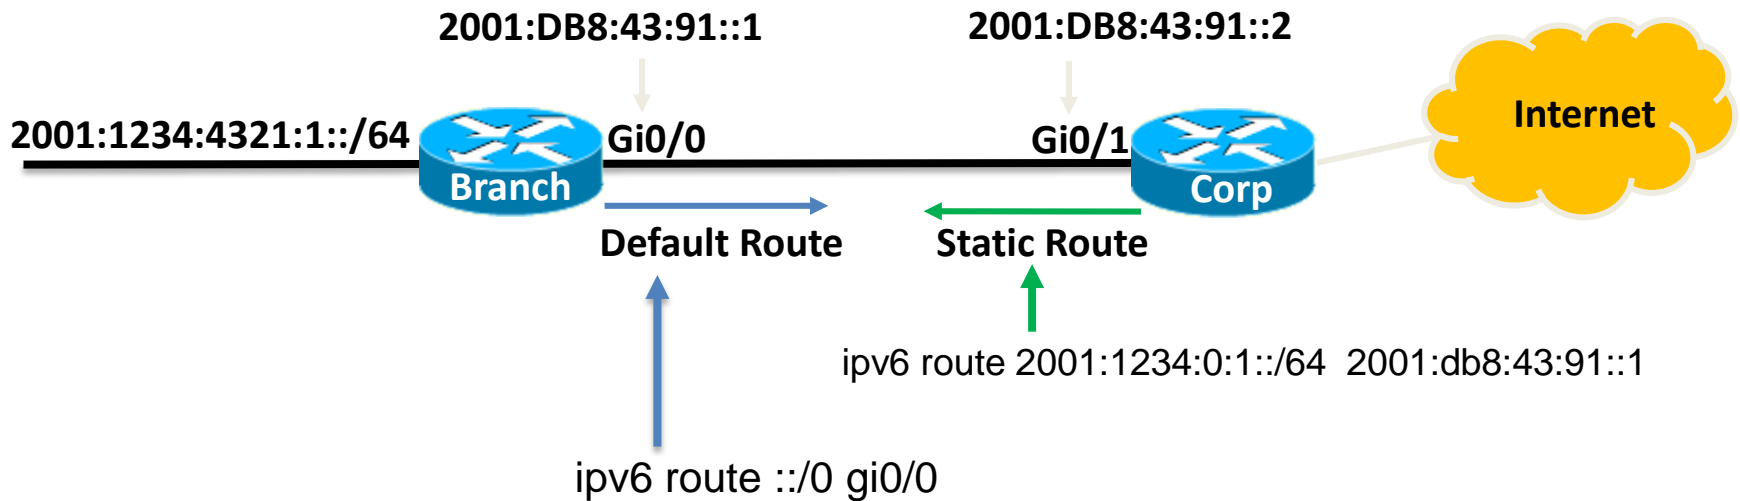 2001:DB8:43:91::1
2001:DB8:43:91::2
Internet
2001:1234:4321:1::/64
Gi0/0
Gi0/1
Branch
Corp
Default Route
Static Route
ipv6 route 2001:1234:0:1::/64 2001:db8:43:91::1
ipv6 route ::/0 gi0/0